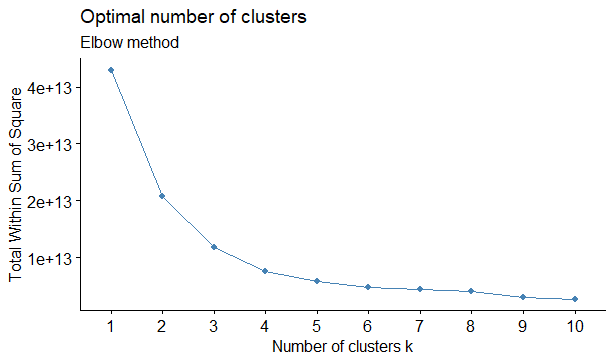 Optimal number of clusters
Elbow method
Total Within Sum of Square
4e+13
3e+13
2e+13
1e+13
1 2 3 4 5 6 7 8 9 10
Number of clusters k